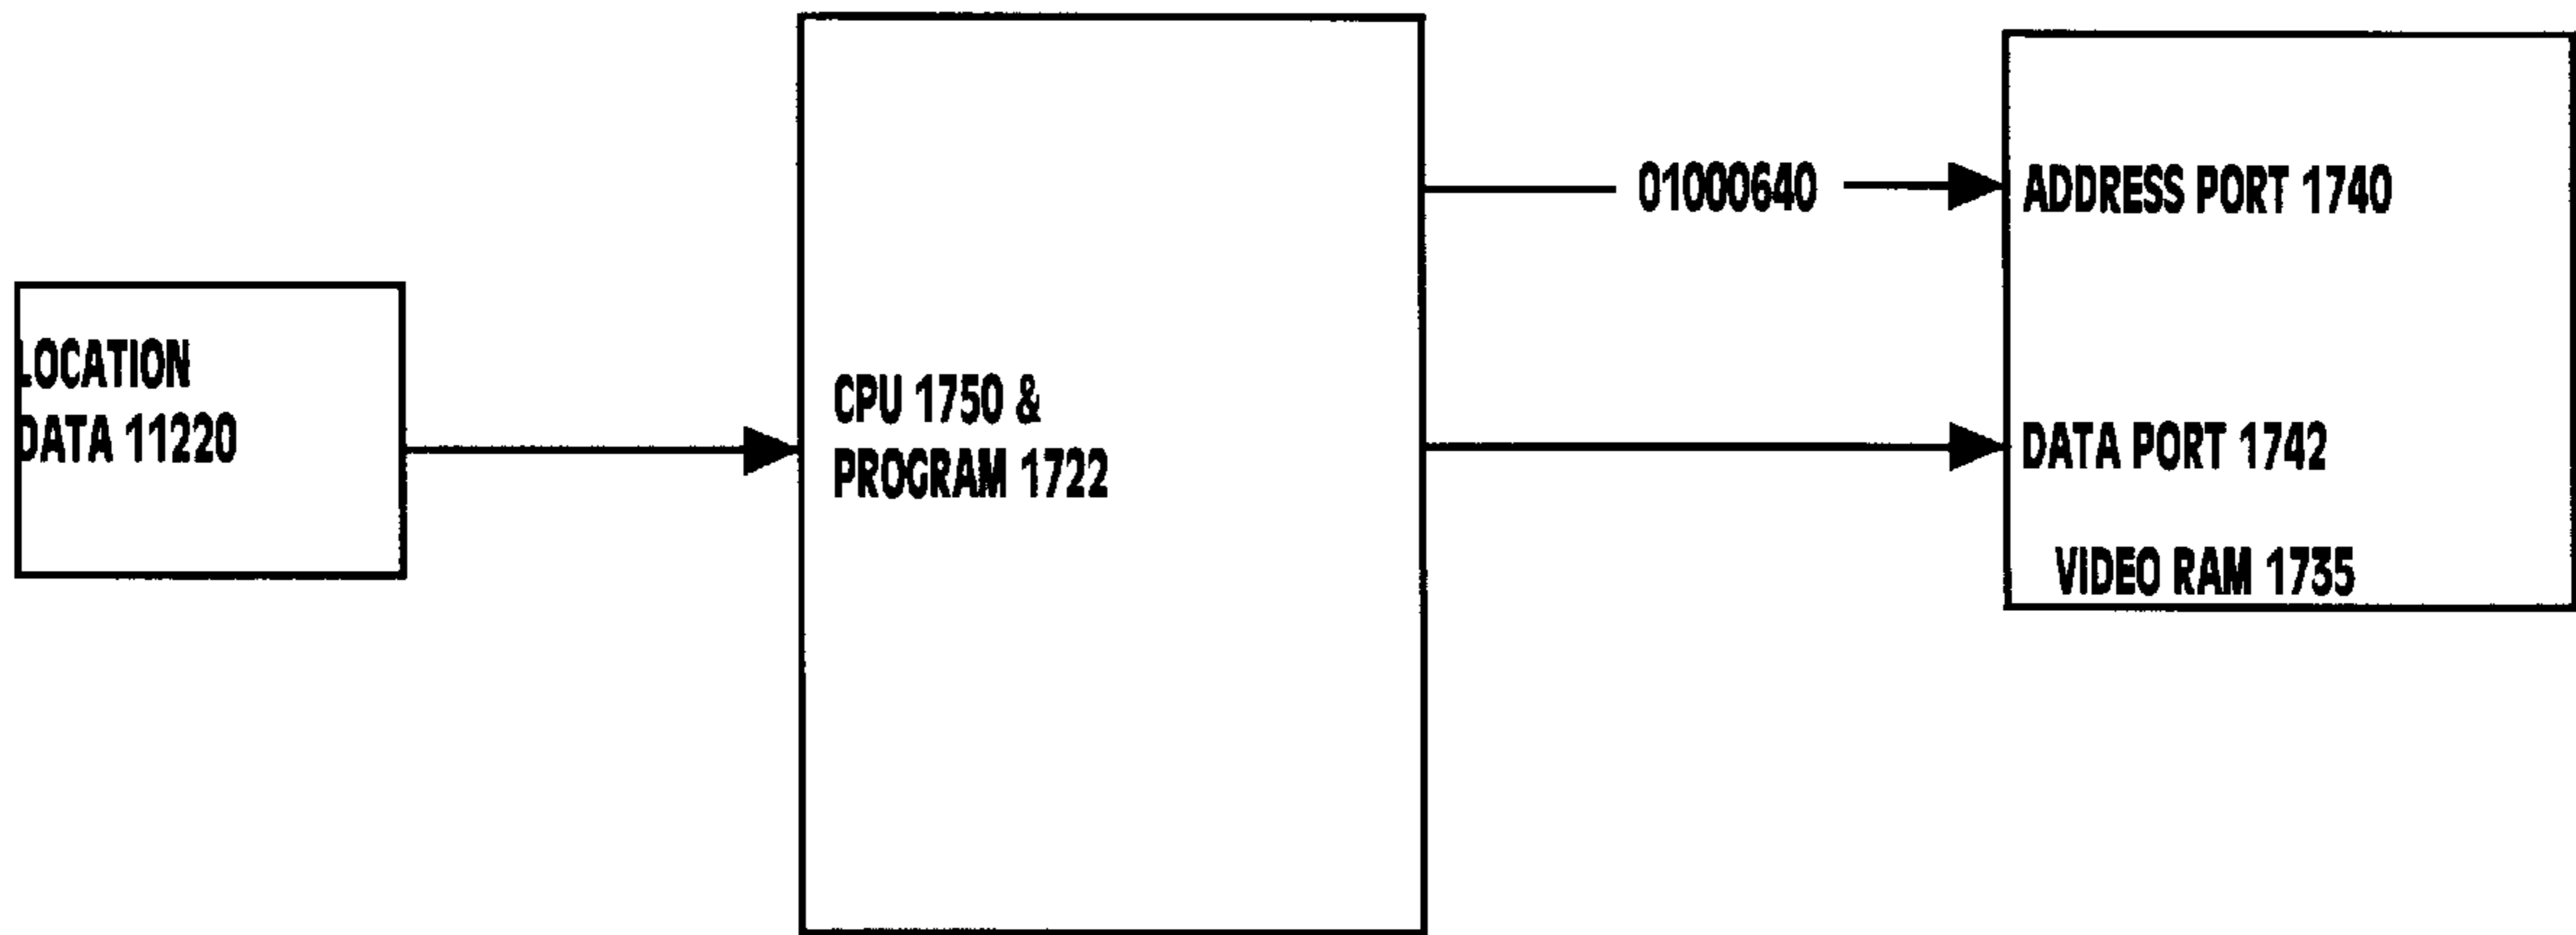 LOCATION
DATA 11220
CPU 1750 &
PROGRAM 1722
01000640
ADDRESS PORT 1740
DATA PORT 1742
VIDEO RAM 1735